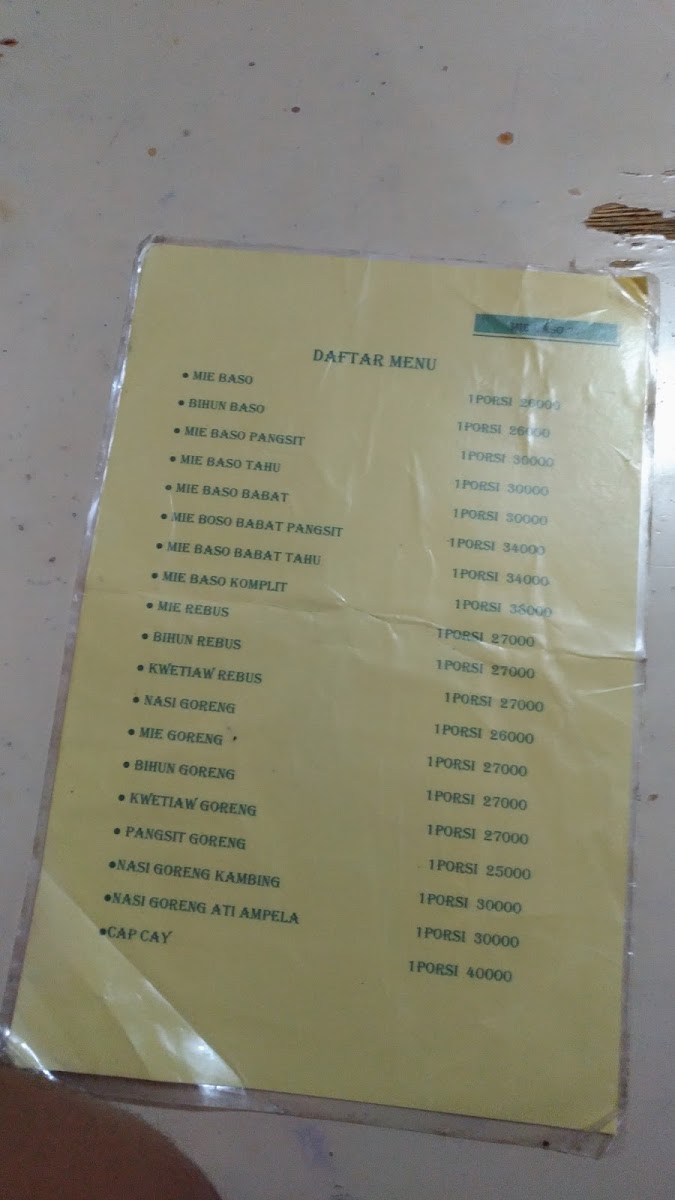 MIE BASO
DAFTAR MENU
• MIE BASO 1PORSI 26000
• BIHUN BASO 1PORSI 26000
• MIE BASO PANGSIT 1PORSI 30000
• MIE BASO TAHU 1PORSI 30000
• MIE BASO BABAT 1PORSI 30000
• MIE BOSO BABAT PANGSIT 1PORSI 34000
• MIE BASO BABAT TAHU 1PORSI 34000
• MIE BASO KOMPLIT 1PORSI 38000
• MIE REBUS 1PORSI 27000
• BIHUN REBUS 1PORSI 27000
• KWETIAW REBUS 1PORSI 27000
• NASI GORENG 1PORSI 26000
• MIE GORENG 1PORSI 27000
• BIHUN GORENG 1PORSI 27000
• KWETIAW GORENG 1PORSI 27000
• PANGSIT GORENG 1PORSI 25000
•NASI GORENG KAMBING 1PORSI 30000
•NASI GORENG ATI AMPELA 1PORSI 30000
•CAP CAY 1PORSI 40000